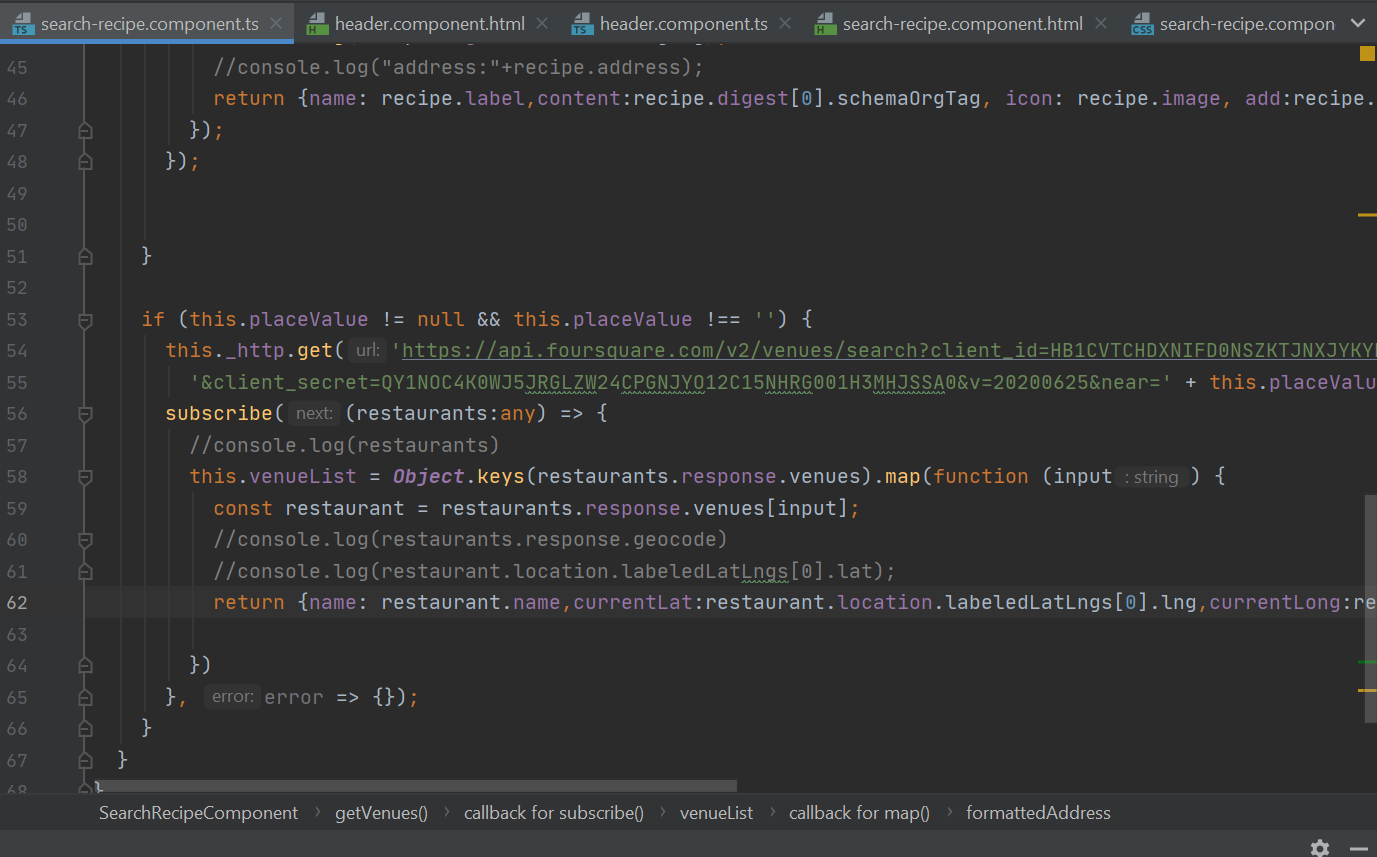 search-recipe.component.ts header.component.html header.component.ts search-recipe.component.html search-recipe.compon
45 //console.log("address:"+recipe.address);
46 return {name: recipe.label,content:recipe.digest[0].schemaOrgTag, icon: recipe.image, add:recipe.
47 });
48 });
49
50
51 }
52
53 if (this.placeValue != null && this.placeValue !== '') {
54 this._http.get( url: 'https://api.foursquare.com/v2/venues/search?client_id=HB1CVTCHDXNIFD0NSZKTJNXJYKY
55 '&client_secret=QY1NOC4K0WJ5JRGLZW24CPGNJYO12C15NHRG001H3MHJSSA0&v=20200625&near=' + this.placeValu
56 subscribe( next: (restaurants:any) => {
57 //console.log(restaurants)
58 this.venueList = Object.keys(restaurants.response.venues).map(function (input : string ) {
59 const restaurant = restaurants.response.venues[input];
60 //console.log(restaurants.response.geocode)
61 //console.log(restaurant.location.labeledLatLngs[0].lat);
62 return {name: restaurant.name,currentLat:restaurant.location.labeledLatLngs[0].lng,currentLong:re
63
64 })
65 }, error: error => {});
66 }
67 }
68 }
SearchRecipeComponent › getVenues() › callback for subscribe() › venueList › callback for map() › formattedAddress